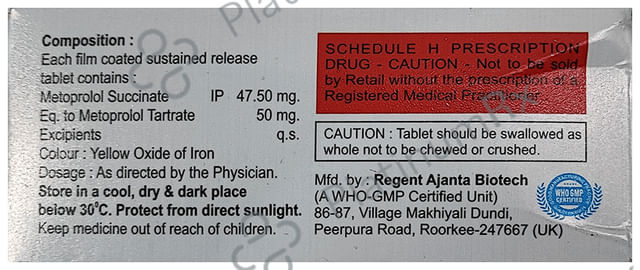 Composition :
Each film coated sustained release
tablet contains :
Metoprolol Succinate IP 47.50 mg.
Eq. to Metoprolol Tartrate 50 mg.
Excipients q.s.
Colour : Yellow Oxide of Iron
Dosage : As directed by the Physician.
Store in a cool, dry & dark place
below 30°C. Protect from direct sunlight.
Keep medicine out of reach of children.
SCHEDULE H PRESCRIPTION
DRUG - CAUTION - Not to be sold
by Retail without the prescription of a
Registered Medical Practitioner.
CAUTION : Tablet should be swallowed as
whole not to be chewed or crushed.
Mfd. by : Regent Ajanta Biotech
(A WHO-GMP Certified Unit)
86-87, Village Makhiyali Dundi,
Peerpura Road, Roorkee-247667 (UK)
WHO GMP
CERTIFIED